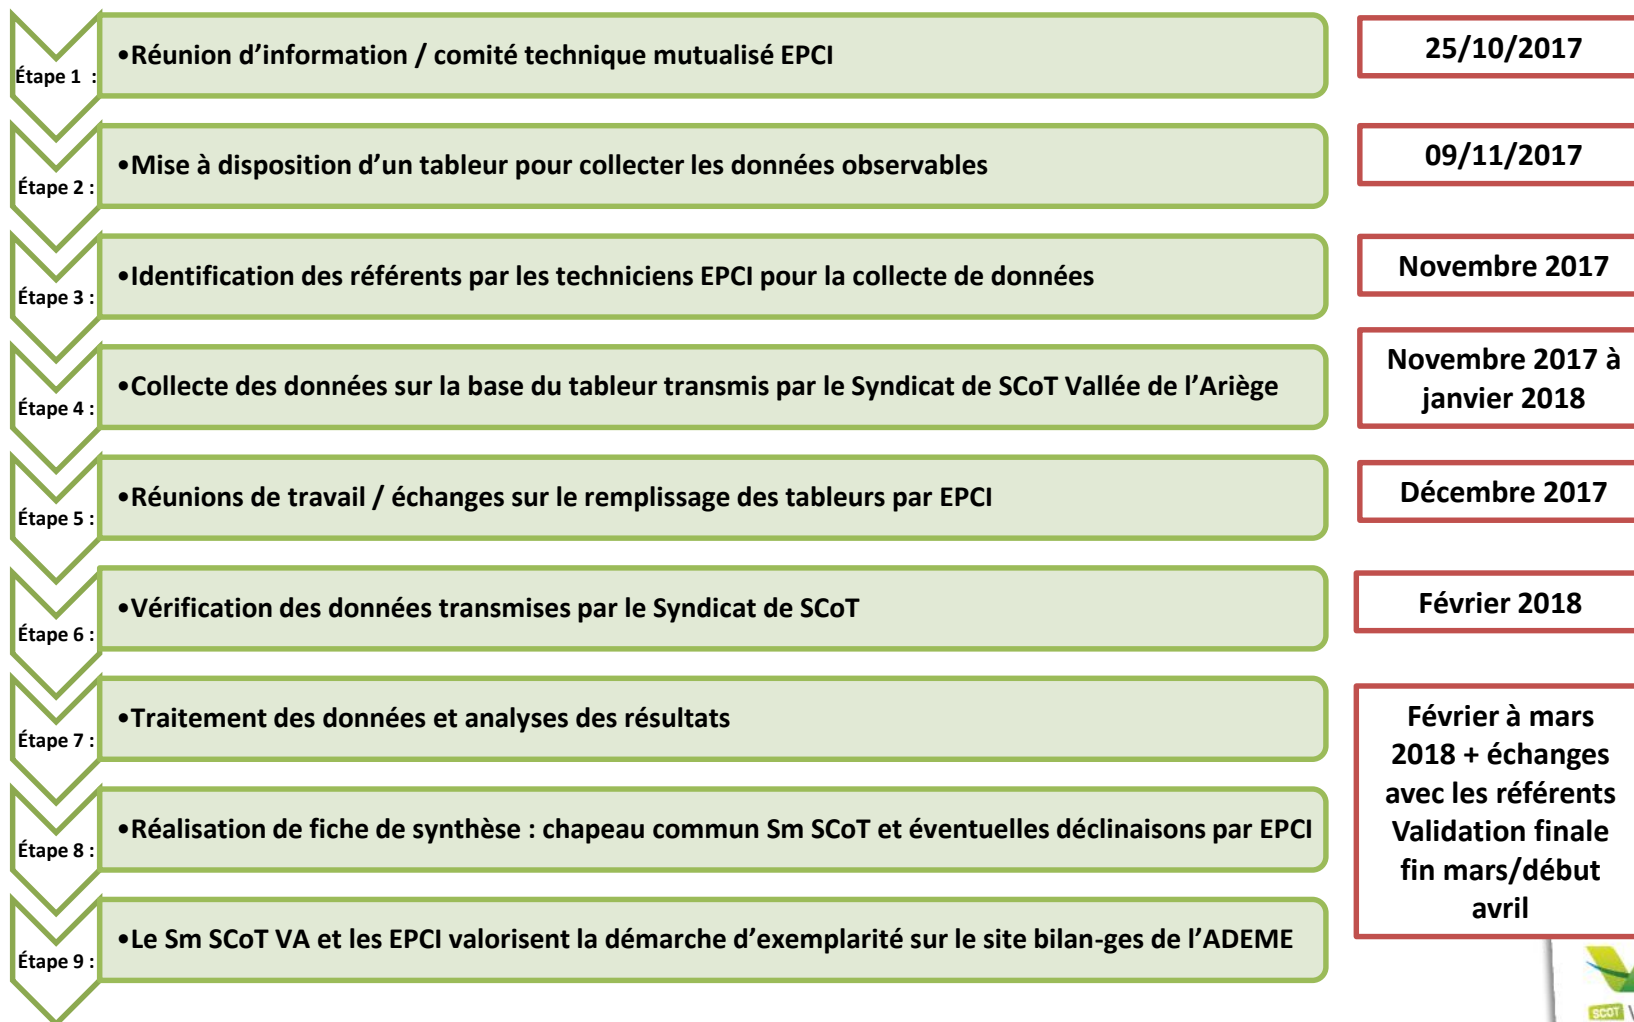 Étape 1 :
•Réunion d’information / comité technique mutualisé EPCI
25/10/2017
Étape 2 :
•Mise à disposition d’un tableur pour collecter les données observables
09/11/2017
Étape 3 :
•Identification des référents par les techniciens EPCI pour la collecte de données
Novembre 2017
Étape 4 :
•Collecte des données sur la base du tableur transmis par le Syndicat de SCoT Vallée de l’Ariège
Novembre 2017 à
janvier 2018
Étape 5 :
•Réunions de travail / échanges sur le remplissage des tableurs par EPCI
Décembre 2017
Étape 6 :
•Vérification des données transmises par le Syndicat de SCoT
Février 2018
Étape 7 :
•Traitement des données et analyses des résultats
Étape 8 :
•Réalisation de fiche de synthèse : chapeau commun Sm SCoT et éventuelles déclinaisons par EPCI
Février à mars
2018 + échanges
avec les référents
Validation finale
fin mars/début
avril
Étape 9 :
•Le Sm SCoT VA et les EPCI valorisent la démarche d’exemplarité sur le site bilan-ges de l’ADEME
SCOT